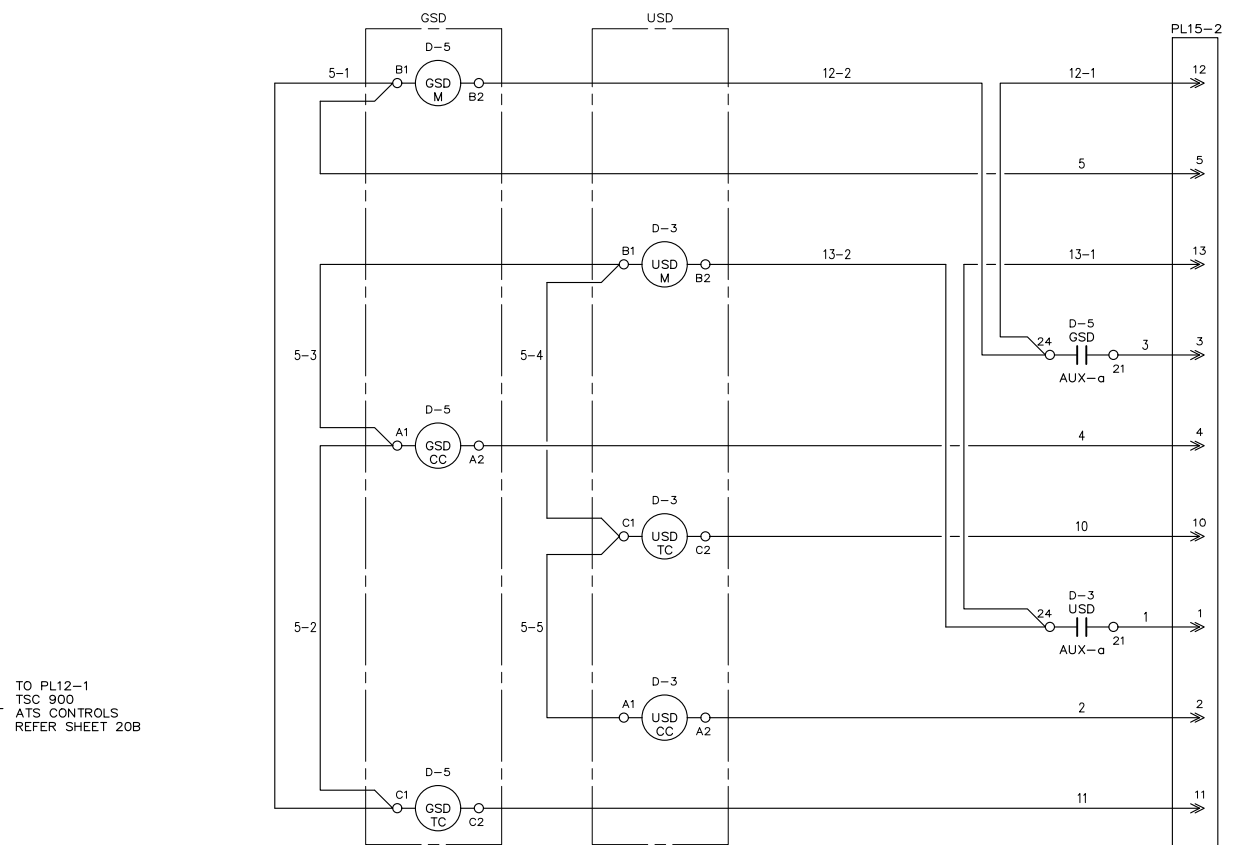 GSD
USD
PL15-2
D-5
5-1
B1
GSD
M
B2
12-2
12-1
12
5
5
D-3
B1
USD
M
B2
13-2
13-1
13
D-5
GSD
24
3
3
21
AUX-a
5-3
5-4
D-5
A1
GSD
CC
A2
4
4
D-3
C1
USD
TC
C2
10
10
D-3
USD
24
1
1
21
AUX-a
5-2
5-5
D-3
A1
USD
CC
A2
2
2
TO PL12-1
TSC 900
ATS CONTROLS
REFER SHEET 20B
D-5
C1
GSD
TC
C2
11
11